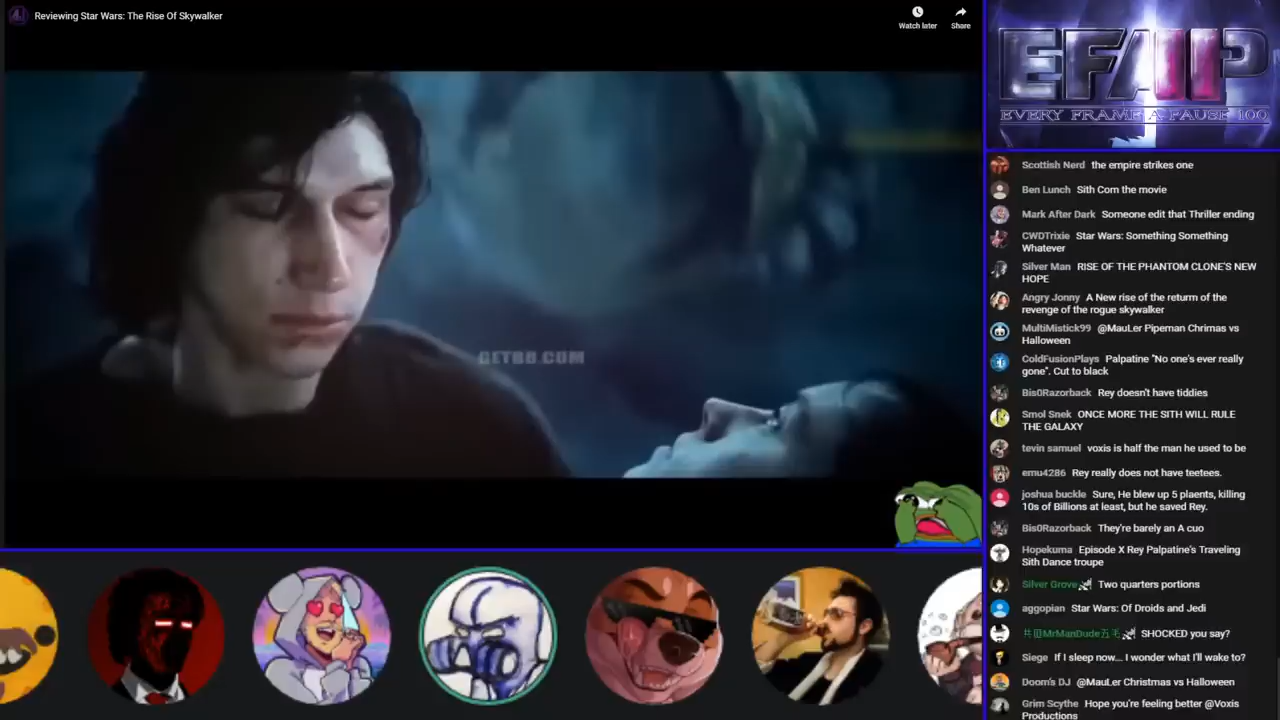 Reviewing Star Wars: The Rise Of Skywalker
Watch later
Share
GETBB.COM
EFAP
EVERY FRAME A PAUSE 100
Scottish Nerd the empire strikes one
Ben Lunch Sith Com the movie
Mark After Dark Someone edit that Thriller ending
CWDTrixie Star Wars: Something Something
Whatever
Silver Man RISE OF THE PHANTOM CLONE'S NEW
HOPE
Angry Jonny A New rise of the returm of the
revenge of the rogue skywalker
MultiMistick99 @MauLer Pipeman Chrimas vs
Halloween
ColdFusionPlays Palpatine "No one's ever really
gone". Cut to black
Bis0Razorback Rey doesn't have tiddies
Smol Snek ONCE MORE THE SITH WILL RULE
THE GALAXY
tevin samuel voxis is half the man he used to be
emu4286 Rey really does not have teetees.
joshua buckle Sure, He blew up 5 plaents, killing
10s of Billions at least, but he saved Rey.
Bis0Razorback They're barely an A cuo
Hopekuma Episode X Rey Palpatine's Traveling
Sith Dance troupe
Silver Grove Two quarters portions
aggopian Star Wars: Of Droids and Jedi
MrManDude SHOCKED you say?
Siege If I sleep now... I wonder what I'll wake to?
Doom's DJ @MauLer Christmas vs Halloween
Grim Scythe Hope you're feeling better @Voxis
Productions